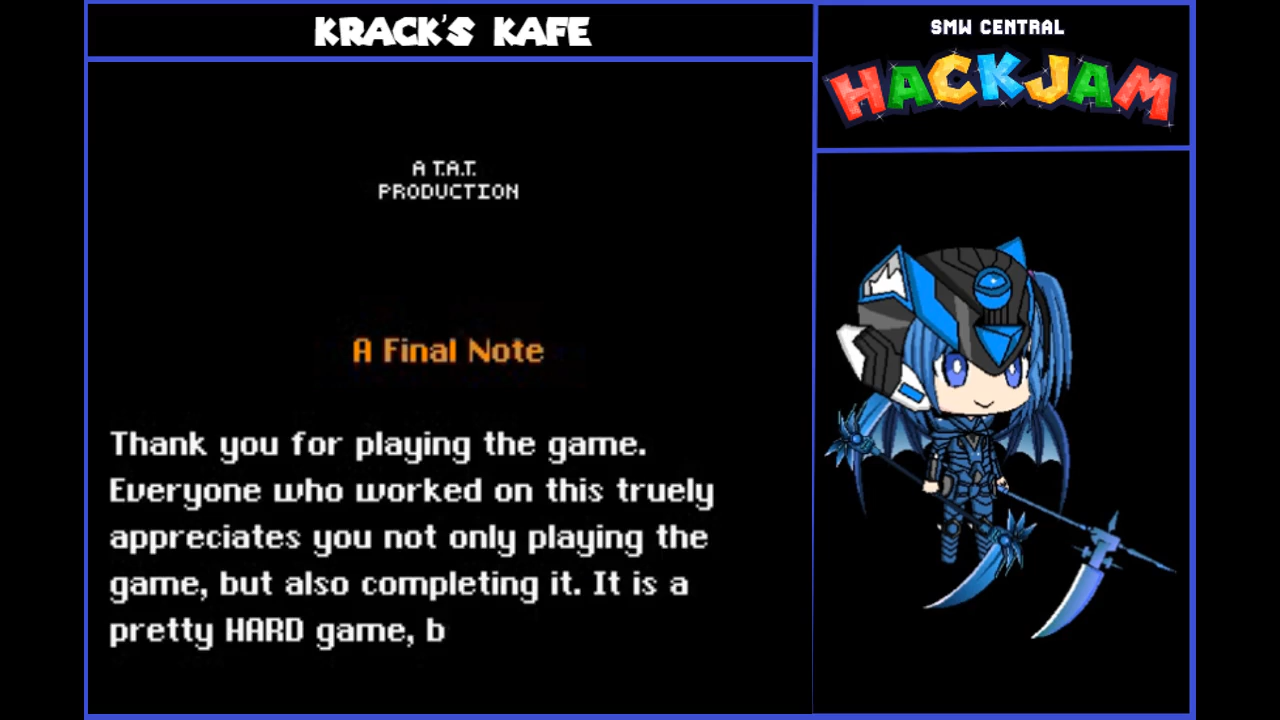 KRACK'S KAFE
SMW CENTRAL
HACKJAM
A T.A.T.
PRODUCTION
A Final Note
Thank you for playing the game.
Everyone who worked on this truely
appreciates you not only playing the
game, but also completing it. It is a
pretty HARD game, b